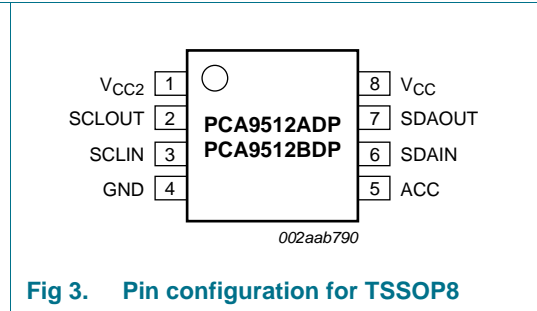 VCC2 1 8 VCC
SCLOUT 2 PCA9512ADP 7 SDAOUT
SCLIN 3 PCA9512BDP 6 SDAIN
GND 4 5 ACC
002aab790
Fig 3. Pin configuration for TSSOP8